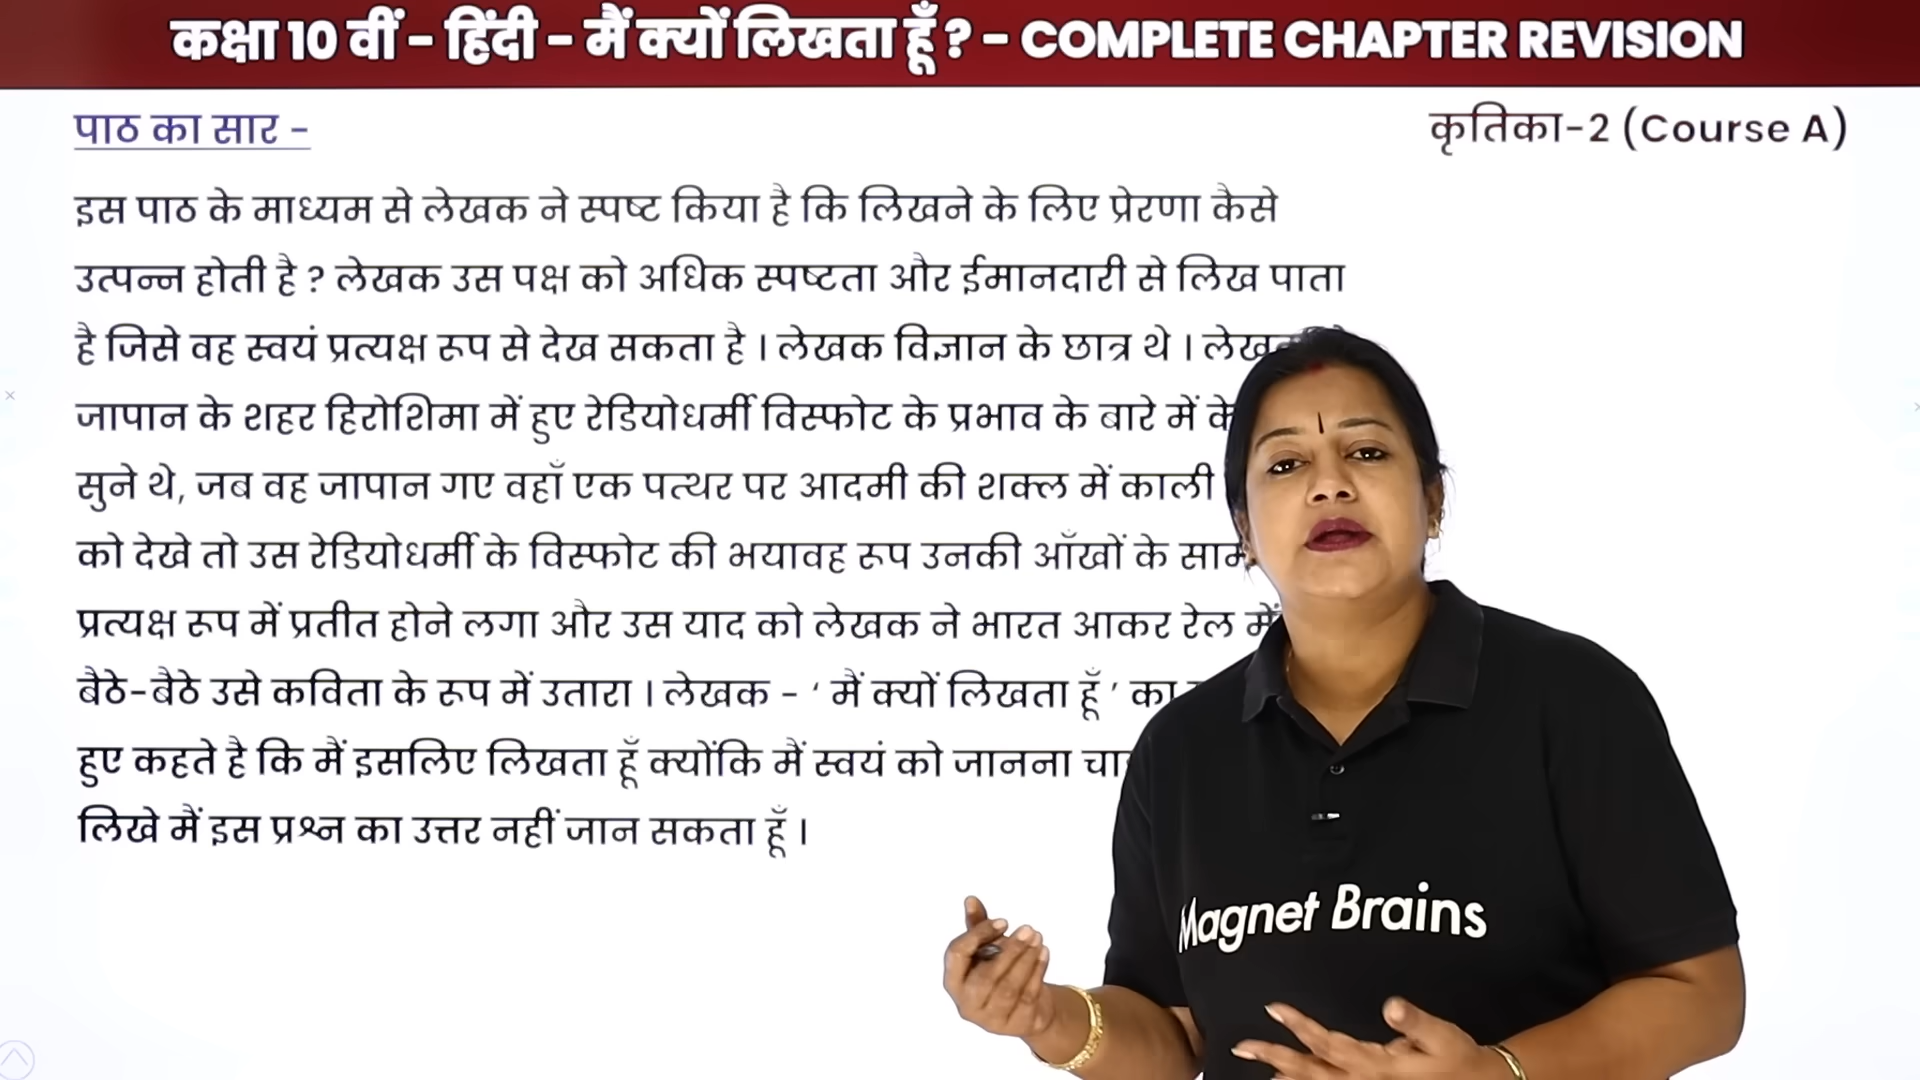 कक्षा 10 वीं - हिंदी - मैं क्यों लिखता हूँ ? - COMPLETE CHAPTER REVISION
पाठ का सार -
कृतिका-2 (Course A)
इस पाठ के माध्यम से लेखक ने स्पष्ट किया है कि लिखने के लिए प्रेरणा कैसे
उत्पन्न होती है ? लेखक उस पक्ष को अधिक स्पष्टता और ईमानदारी से लिख पाता
है जिसे वह स्वयं प्रत्यक्ष रूप से देख सकता है । लेखक विज्ञान के छात्र थे ।
जापान के शहर हिरोशिमा में हुए रेडियोधर्मी विस्फोट के प्रभाव के बारे में
सुने थे, जब वह जापान गए वहाँ एक पत्थर पर आदमी की शक्ल में काली
को देखे तो उस रेडियोधर्मी के विस्फोट की भयावह रूप उनकी आँखों के
प्रत्यक्ष रूप में प्रतीत होने लगा और उस याद को लेखक ने भारत आकर रेल में
बैठे-बैठे उसे कविता के रूप में उतारा । लेखक - ‘ मैं क्यों लिखता हूँ ’ का
हुए कहते है कि मैं इसलिए लिखता हूँ क्योंकि मैं स्वयं को जानना
लिखे मैं इस प्रश्न का उत्तर नहीं जान सकता हूँ ।
Magnet Brains